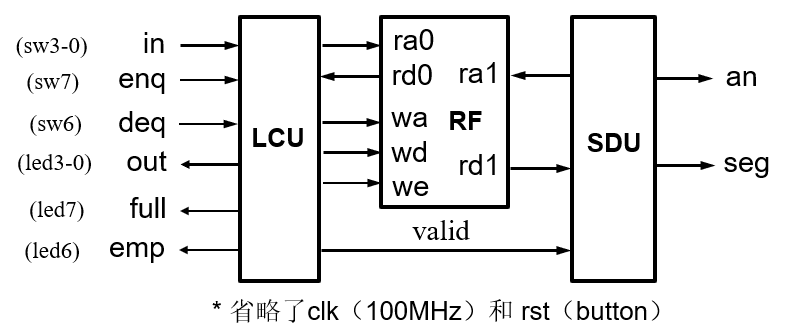 (sw3-0) in ra0
(sw7) enq rd0 ra1 an
(sw6) deq wa RF
LCU SDU
(led3-0) out wd rd1 seg
(led7) full we
(led6) emp valid
* 省略了clk（100MHz）和 rst（button）